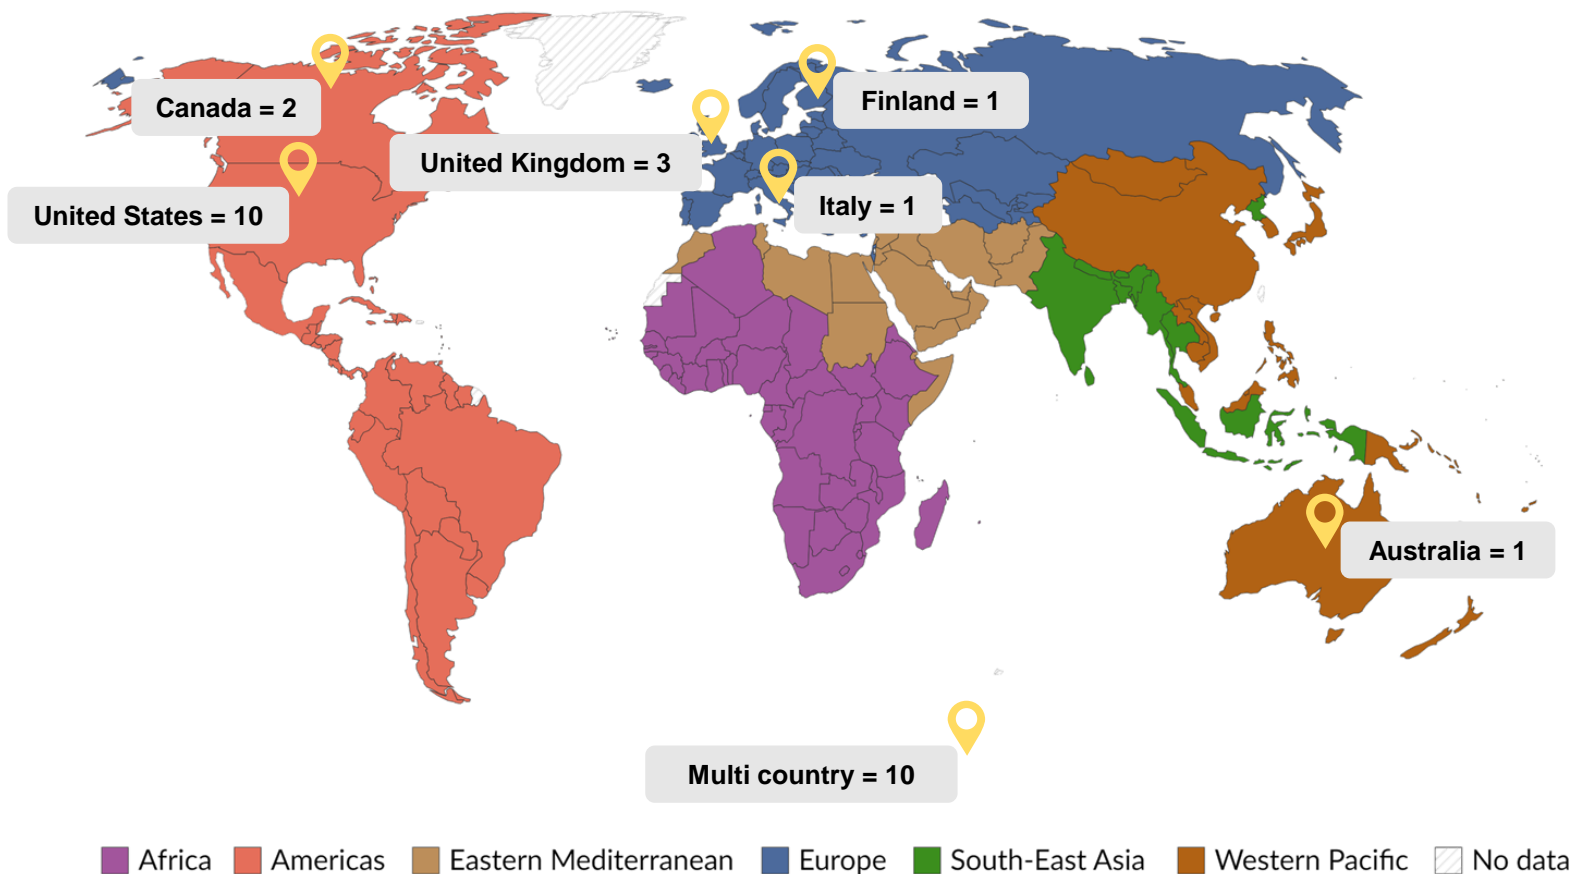 Canada = 2
Finland = 1
United Kingdom = 3
United States = 10
Italy = 1
Australia = 1
Multi country = 10
Africa
Americas
Eastern Mediterranean
Europe
South-East Asia
Western Pacific
No data